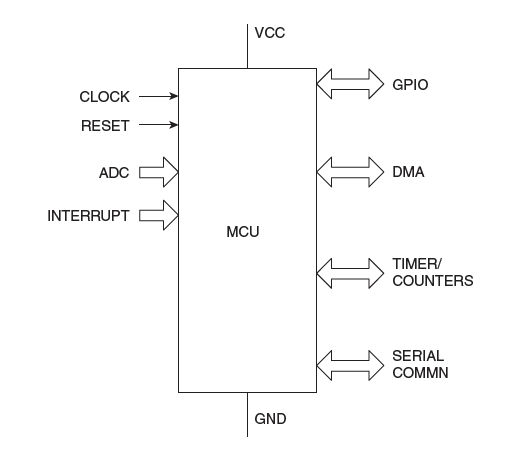 VCC
CLOCK
RESET
ADC
INTERRUPT
MCU
GPIO
DMA
TIMER/
COUNTERS
SERIAL
COMMN
GND